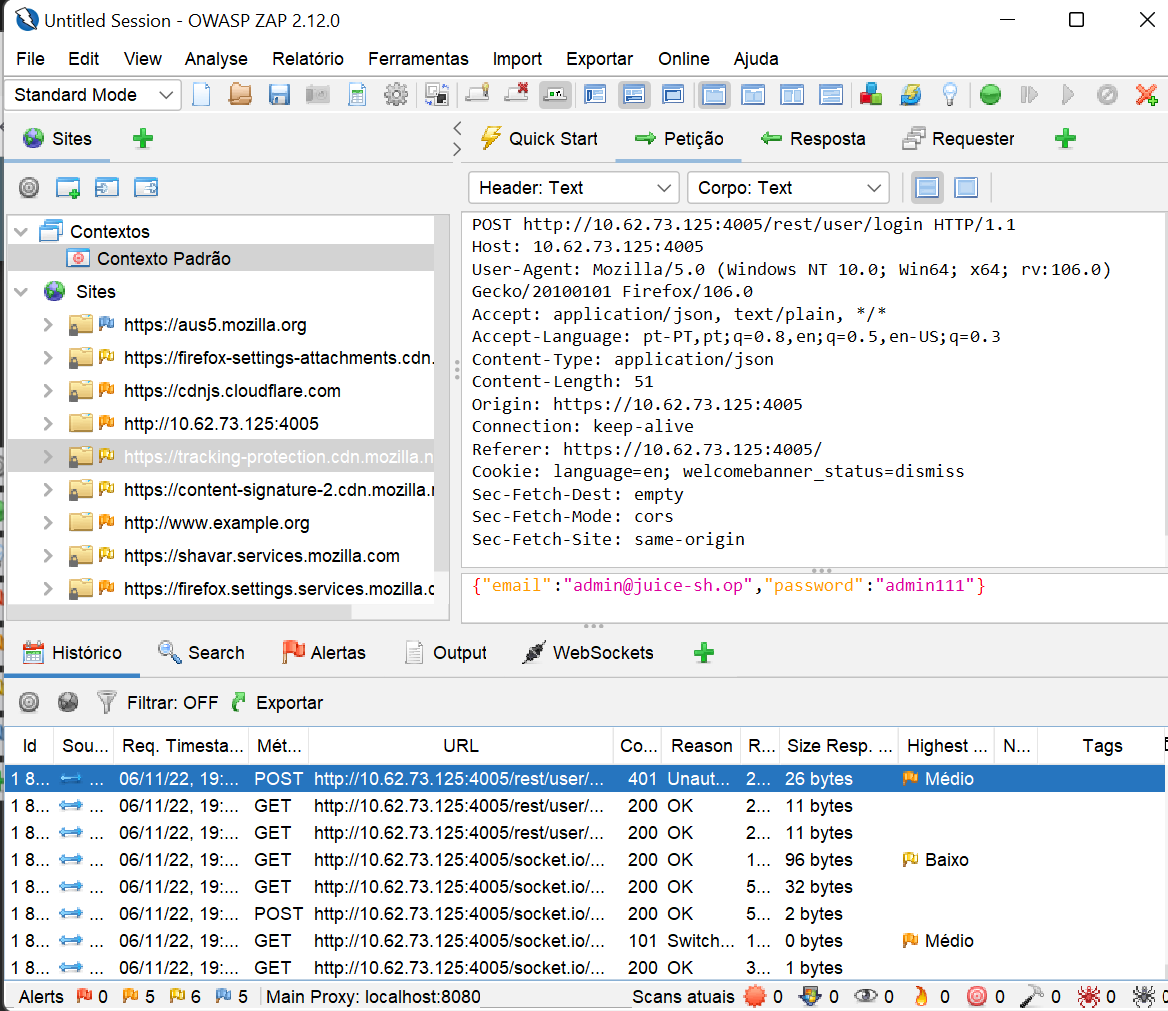 Untitled Session - OWASP ZAP 2.12.0
File Edit View Analyse Relatório Ferramentas Import Exportar Online Ajuda
Standard Mode
Sites
Quick Start Petição Resposta Requester
Header: Text Corpo: Text
Contextos
Contexto Padrão
Sites
https://aus5.mozilla.org
https://firefox-settings-attachments.cdn.
https://cdnjs.cloudflare.com
http://10.62.73.125:4005
https://tracking-protection.cdn.mozilla.n
https://content-signature-2.cdn.mozilla.
http://www.example.org
https://shavar.services.mozilla.com
https://firefox.settings.services.mozilla.c
POST http://10.62.73.125:4005/rest/user/login HTTP/1.1
Host: 10.62.73.125:4005
User-Agent: Mozilla/5.0 (Windows NT 10.0; Win64; x64; rv:106.0)
Gecko/20100101 Firefox/106.0
Accept: application/json, text/plain, */*
Accept-Language: pt-PT,pt;q=0.8,en;q=0.5,en-US;q=0.3
Content-Type: application/json
Content-Length: 51
Origin: https://10.62.73.125:4005
Connection: keep-alive
Referer: https://10.62.73.125:4005/
Cookie: language=en; welcomebanner_status=dismiss
Sec-Fetch-Dest: empty
Sec-Fetch-Mode: cors
Sec-Fetch-Site: same-origin
{"email":"admin@juice-sh.op","password":"admin111"}
Histórico Search Alertas Output WebSockets
Filtrar: OFF Exportar
Id Sou... Req. Timesta... Mét... URL Co... Reason R... Size Resp. ... Highest ... N... Tags
1 8... ... 06/11/22, 19:... POST http://10.62.73.125:4005/rest/user/... 401 Unaut... 2... 26 bytes Médio
1 8... ... 06/11/22, 19:... GET http://10.62.73.125:4005/rest/user/... 200 OK 2... 11 bytes
1 8... ... 06/11/22, 19:... GET http://10.62.73.125:4005/rest/user/... 200 OK 2... 11 bytes
1 8... ... 06/11/22, 19:... GET http://10.62.73.125:4005/socket.io/... 200 OK 1... 96 bytes Baixo
1 8... ... 06/11/22, 19:... GET http://10.62.73.125:4005/socket.io/... 200 OK 5... 32 bytes
1 8... ... 06/11/22, 19:... POST http://10.62.73.125:4005/socket.io/... 200 OK 5... 2 bytes
1 8... ... 06/11/22, 19:... GET http://10.62.73.125:4005/socket.io/... 101 Switch... 1... 0 bytes Médio
1 8... ... 06/11/22, 19:... GET http://10.62.73.125:4005/socket.io/... 200 OK 3... 1 bytes
Alerts 0 5 6 5 Main Proxy: localhost:8080 Scans atuais 0 0 0 0 0 0 0 0